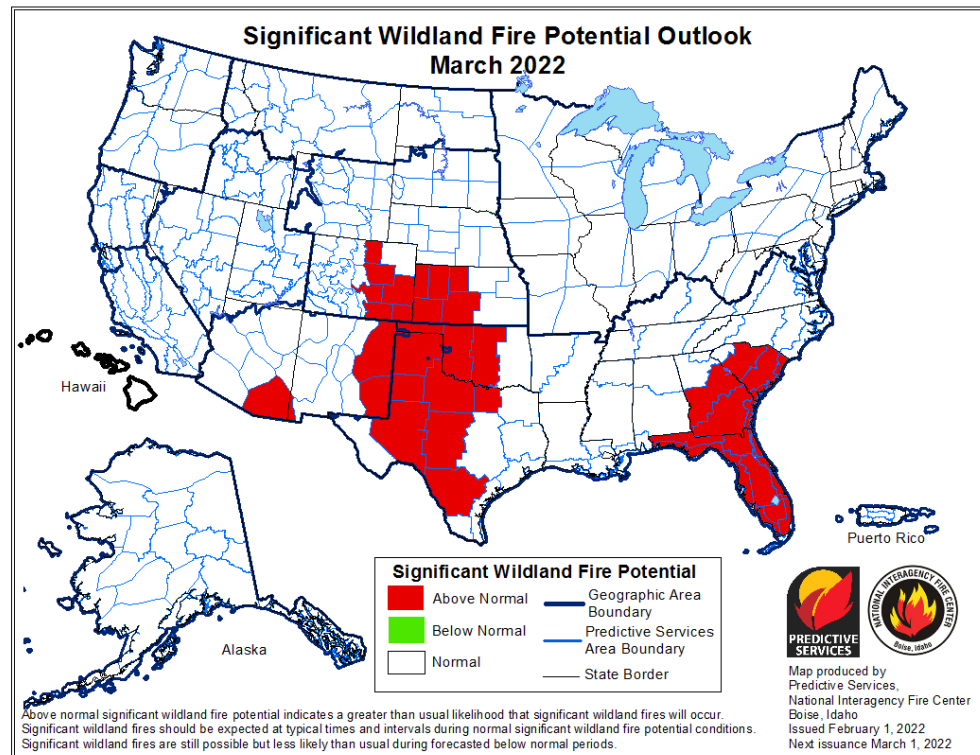 Significant Wildland Fire Potential Outlook
March 2022
Hawaii
Alaska
Puerto Rico
Significant Wildland Fire Potential
Above Normal
Below Normal
Normal
Geographic Area
Boundary
Predictive Services
Area Boundary
State Border
PREDICTIVE
SERVICES
NATIONAL INTERAGENCY FIRE CENTER
Boise, Idaho
Map produced by
Predictive Services,
National Interagency Fire Center
Boise, Idaho
Issued February 1, 2022
Next issuance March 1, 2022
Above normal significant wildland fire potential indicates a greater than usual likelihood that significant wildland fires will occur.
Significant wildland fires should be expected at typical times and intervals during normal significant wildland fire potential conditions.
Significant wildland fires are still possible but less likely than usual during forecasted below normal periods.